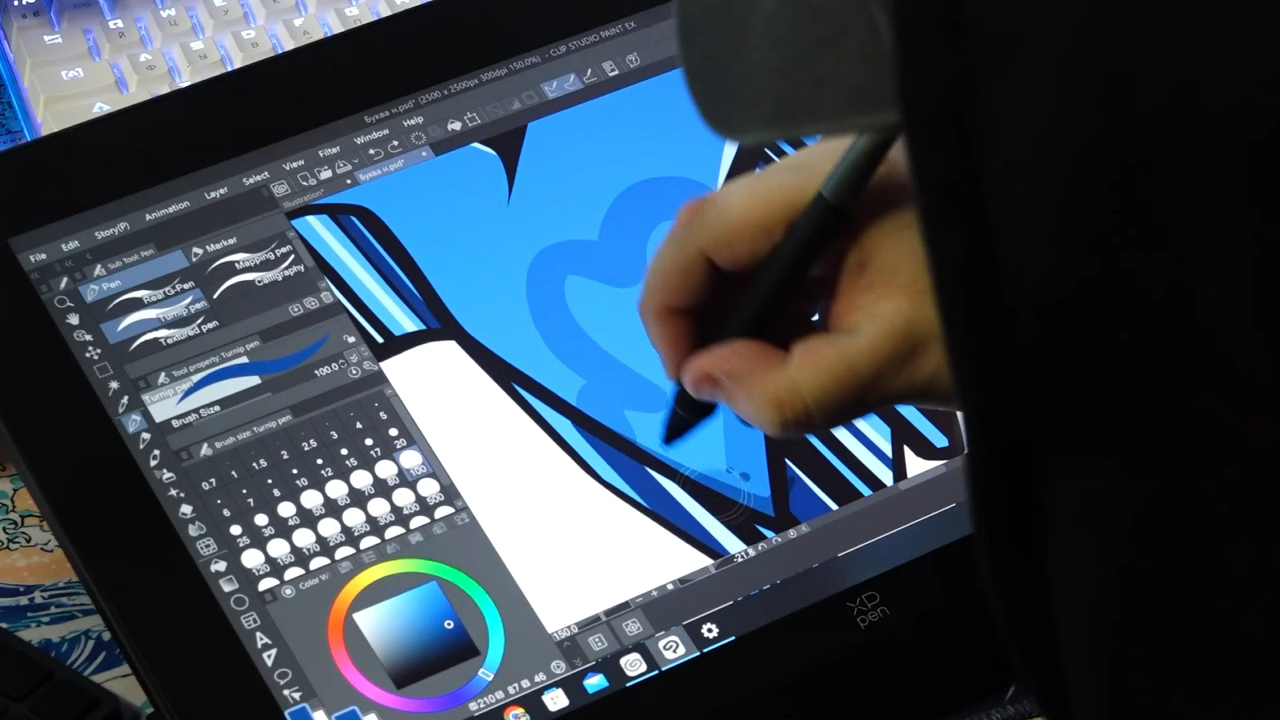 Буква н.psd* (2500 x 2500px 300dpi 150.0%) - CLIP STUDIO PAINT EX
File Edit Story(P) Animation Layer Select View Filter Window Help
Illustration*
Буква н.psd*
Sub Tool: Pen
Pen
Marker
Real G-Pen
Mapping pen
Turnip pen
Calligraphy
Textured pen
Tool property: Turnip pen
Turnip pen
Brush Size 100.0
Brush size: Turnip pen
0.7 1 1.5 2 2.5 3 4 5
6 7 8 10 12 15 17 20
25 30 40 50 60 70 80 100
120 150 170 200 250 300 400 500
Color W
210 87 46
150.0
-21.8
XP
pen